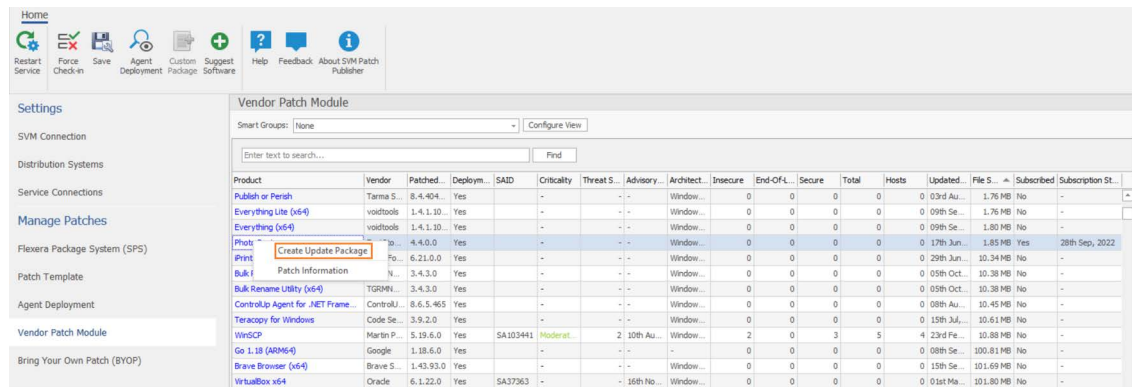 Home
Restart Service Force Check-in Save Agent Deployment Custom Package Suggest Software Help Feedback About SVM Patch Publisher
Settings
SVM Connection
Distribution Systems
Service Connections
Manage Patches
Flexera Package System (SPS)
Patch Template
Agent Deployment
Vendor Patch Module
Bring Your Own Patch (BYOP)
Vendor Patch Module
Smart Groups: None Configure View
Enter text to search... Find
Product Vendor Patched... Deploym... SAID Criticality Threat S... Advisory... Architect... Insecure End-Of-L... Secure Total Hosts Updated... File S... Subscribed Subscription St...
Publish or Perish Tarma S... 8.4.404... Yes - - - Window... 0 0 0 0 0 03rd Au... 1.76 MB No -
Everything Lite (x64) voidtools 1.4.1.10... Yes - - - Window... 0 0 0 0 0 09th Se... 1.76 MB No -
Everything (x64) voidtools 1.4.1.10... Yes - - - Window... 0 0 0 0 0 09th Se... 1.80 MB No -
4.4.0.0 Yes - - - Window... 0 0 0 0 0 17th Jun... 1.85 MB Yes 28th Sep, 2022
Create Update Package
iPrint 6.21.0.0 Yes - - - Window... 0 0 0 0 0 29th Jun... 10.34 MB No -
Patch Information
Bulk 3.4.3.0 Yes - - - Window... 0 0 0 0 0 05th Oct... 10.38 MB No -
Bulk Rename Utility (x64) TGRMN... 3.4.3.0 Yes - - - Window... 0 0 0 0 0 05th Oct... 10.38 MB No -
ControlUp Agent for .NET Frame... ControlU... 8.6.5.465 Yes - - - Window... 0 0 0 0 0 08th Au... 10.45 MB No -
Teracopy for Windows Code Se... 3.9.2.0 Yes - - - Window... 0 0 0 0 0 15th Jul,... 10.61 MB No -
WinSCP Martin P... 5.19.6.0 Yes SA103441 Moderat... 2 10th Au... Window... 2 0 3 5 4 23rd Fe... 10.88 MB No -
Go 1.18 (ARM64) Google 1.18.6.0 Yes - - - - 0 0 0 0 0 08th Se... 100.81 MB No -
Brave Browser (x64) Brave S... 1.43.93.0 Yes - - - Window... 0 0 0 0 0 15th Se... 101.69 MB No -
VirtualBox x64 Oracle 6.1.22.0 Yes SA37363 - - 16th No... Window... 0 0 0 0 0 01st Ma... 101.80 MB No -